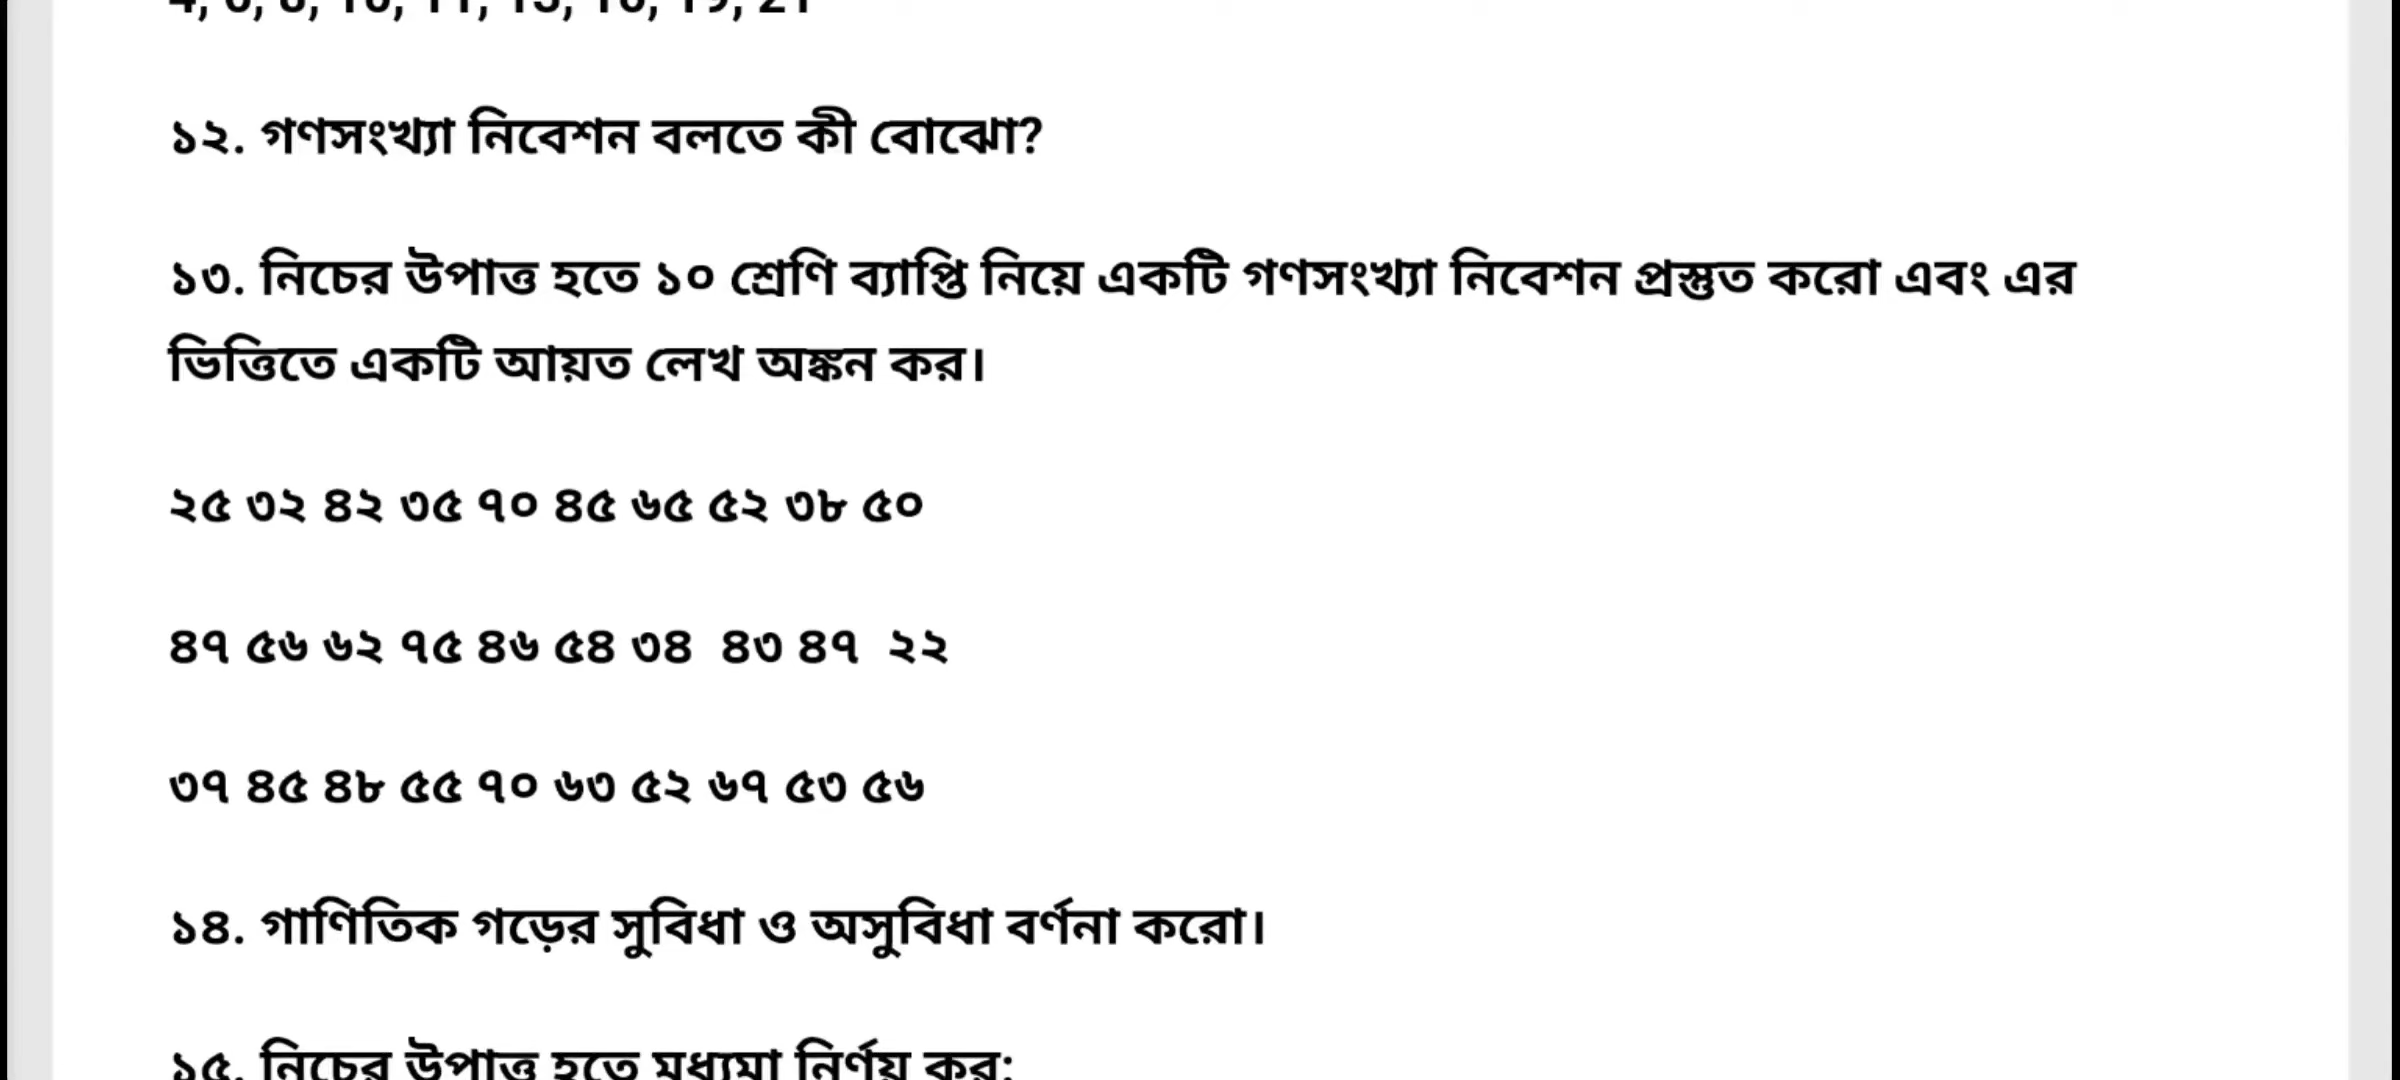 ১২. গণসংখ্যা নিবেশন বলতে কী বোঝো?
১৩. নিচের উপাত্ত হতে ১০ শ্রেণি ব্যাপ্তি নিয়ে একটি গণসংখ্যা নিবেশন প্রস্তুত করো এবং এর
ভিত্তিতে একটি আয়ত লেখ অঙ্কন কর।
২৫ ৩২ ৪২ ৩৫ ৭০ ৪৫ ৬৫ ৫২ ৩৮ ৫০
৪৭ ৫৬ ৬২ ৭৫ ৪৬ ৫৪ ৩৪ ৪৩ ৪৭ ২২
৩৭ ৪৫ ৪৮ ৫৫ ৭০ ৬৩ ৫২ ৬৭ ৫৩ ৫৬
১৪. গাণিতিক গড়ের সুবিধা ও অসুবিধা বর্ণনা করো।
১৫. নিচের উপাত্ত হতে মধ্যমা নির্ণয় কর: